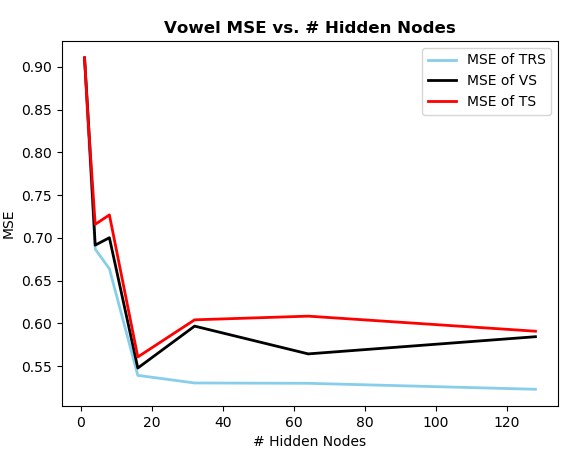 Vowel MSE vs. # Hidden Nodes
MSE of TRS
MSE of VS
MSE of TS
0.90
0.85
0.80
0.75
0.70
0.65
0.60
0.55
MSE
0 20 40 60 80 100 120
# Hidden Nodes